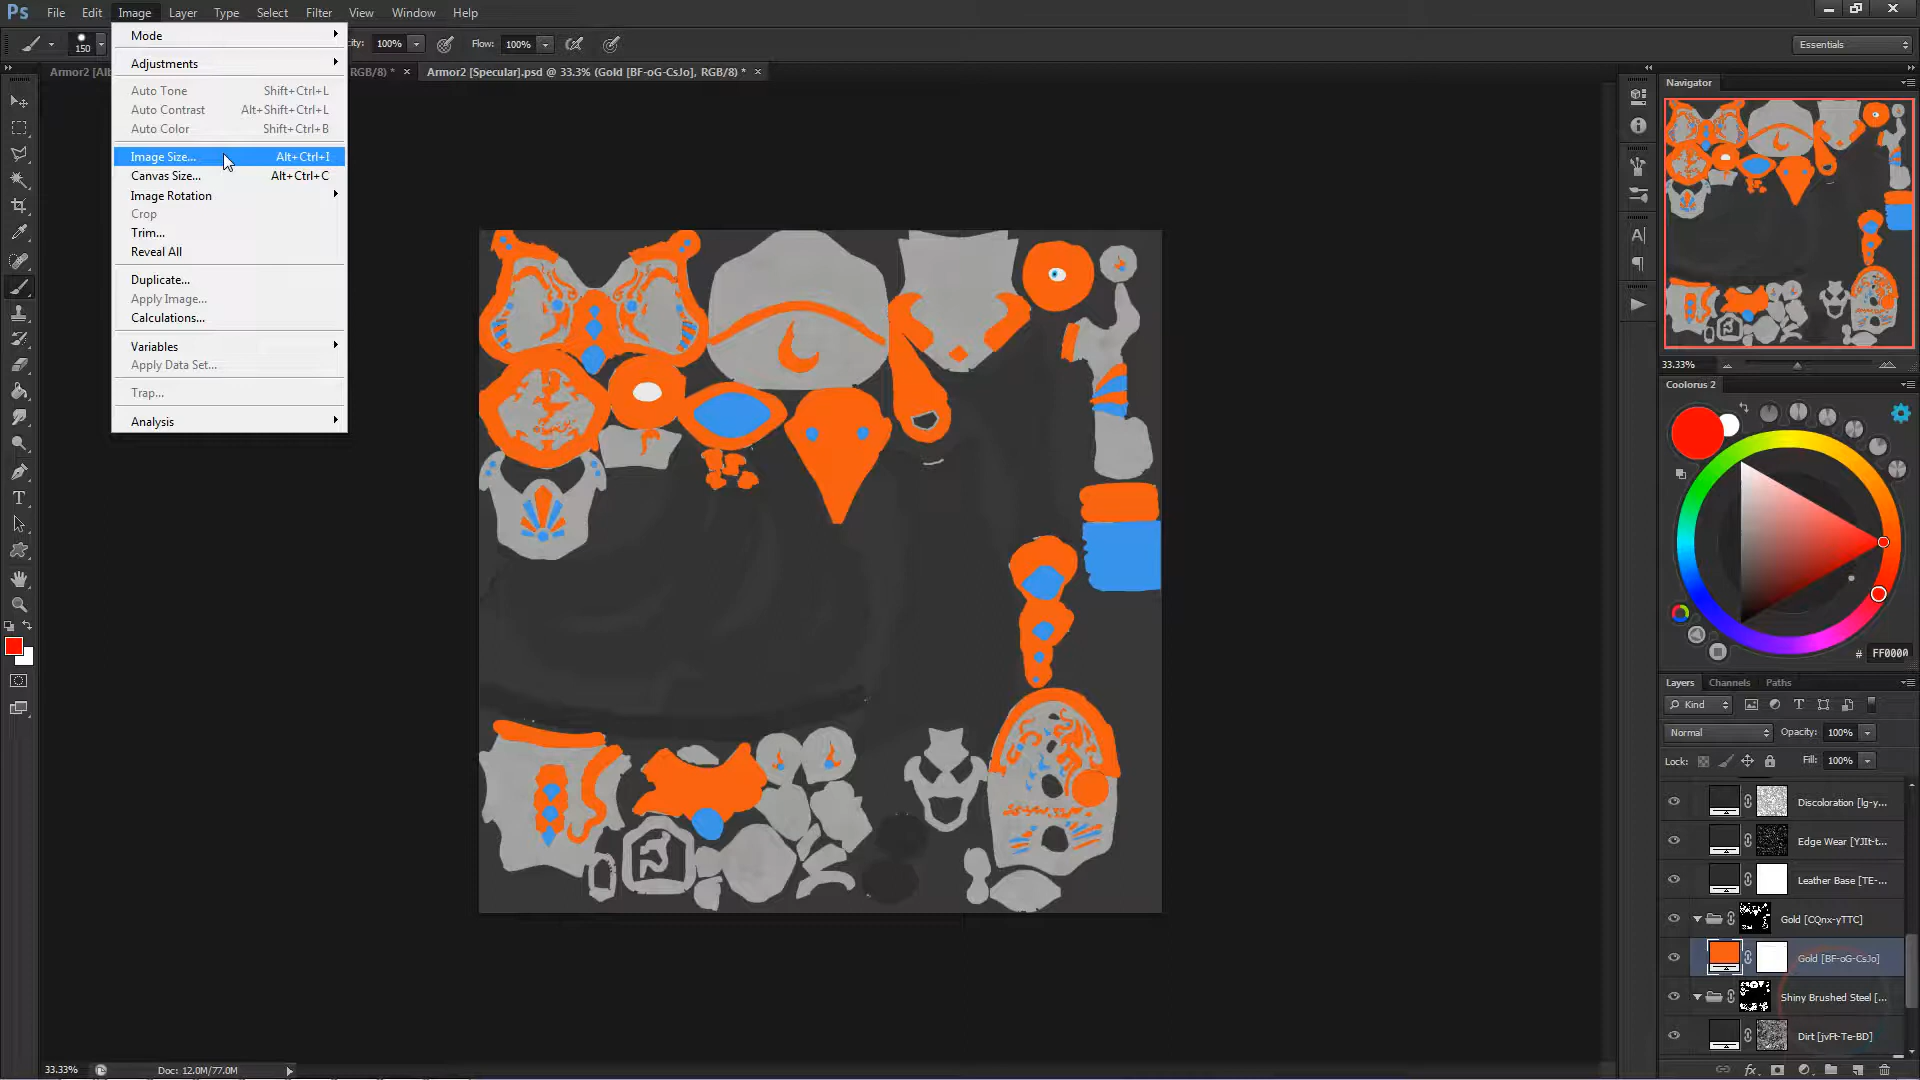 Ps File Edit Image Layer Type Select Filter View Window Help
150
100% Flow: 100% Essentials
RGB/8) * × Armor2 [Specular].psd @ 33.3% (Gold [BF-oG-CsJo], RGB/8) * ×
Mode
Adjustments
Auto Tone Shift+Ctrl+L
Auto Contrast Alt+Shift+Ctrl+L
Auto Color Shift+Ctrl+B
Image Size... Alt+Ctrl+I
Canvas Size... Alt+Ctrl+C
Image Rotation
Crop
Trim...
Reveal All
Duplicate...
Apply Image...
Calculations...
Variables
Apply Data Set...
Trap...
Analysis
Navigator
33.33%
Coolorus 2
# FF0000
Layers Channels Paths
Kind
Normal Opacity: 100%
Lock: Fill: 100%
Discoloration [lg-y...
Edge Wear [YJIt-t...
Leather Base [TE-...
Gold [CQnx-yTTC]
Gold [BF-oG-CsJo]
Shiny Brushed Steel [...
Dirt [jvFt-Te-BD]
33.33% Doc: 12.0M/77.0M